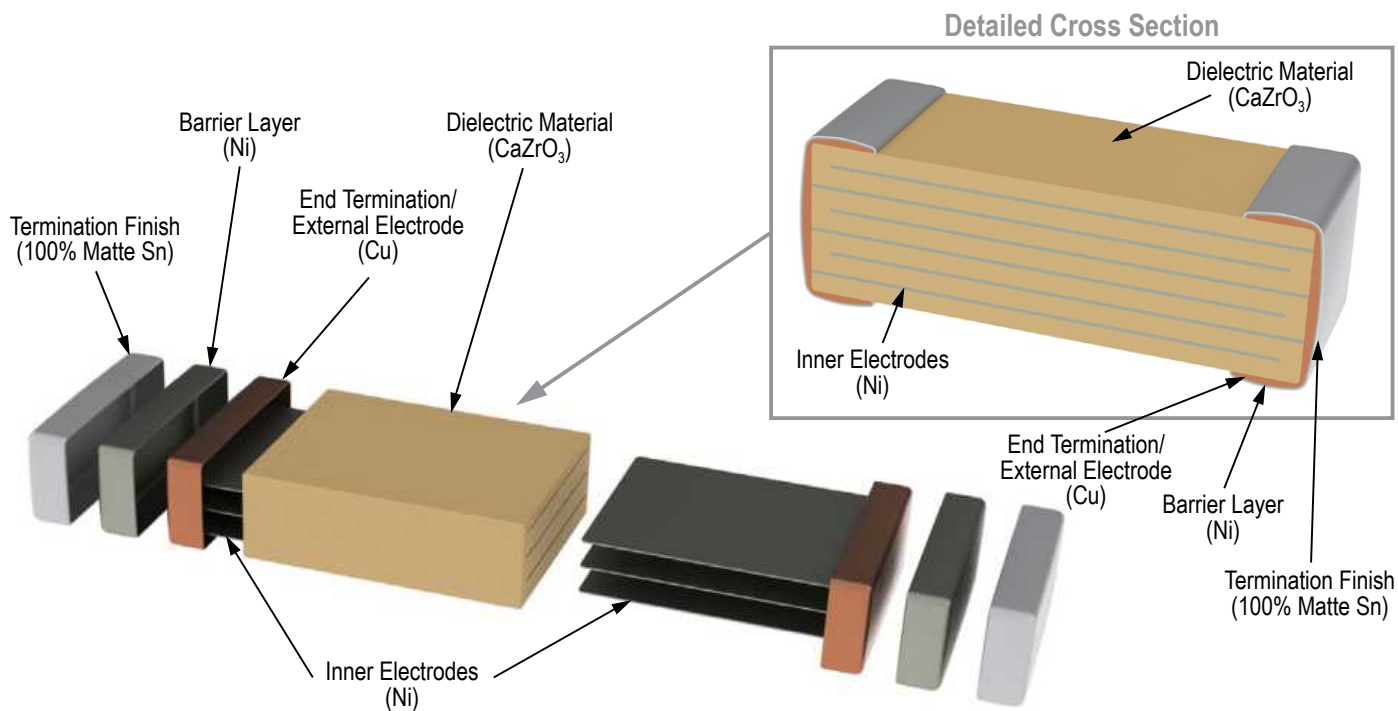 Detailed Cross Section
Dielectric Material
(CaZrO₃)
Inner Electrodes
(Ni)
End Termination/
External Electrode
(Cu)
Barrier Layer
(Ni)
Termination Finish
(100% Matte Sn)
Barrier Layer
(Ni)
Dielectric Material
(CaZrO₃)
End Termination/
External Electrode
(Cu)
Termination Finish
(100% Matte Sn)
Inner Electrodes
(Ni)